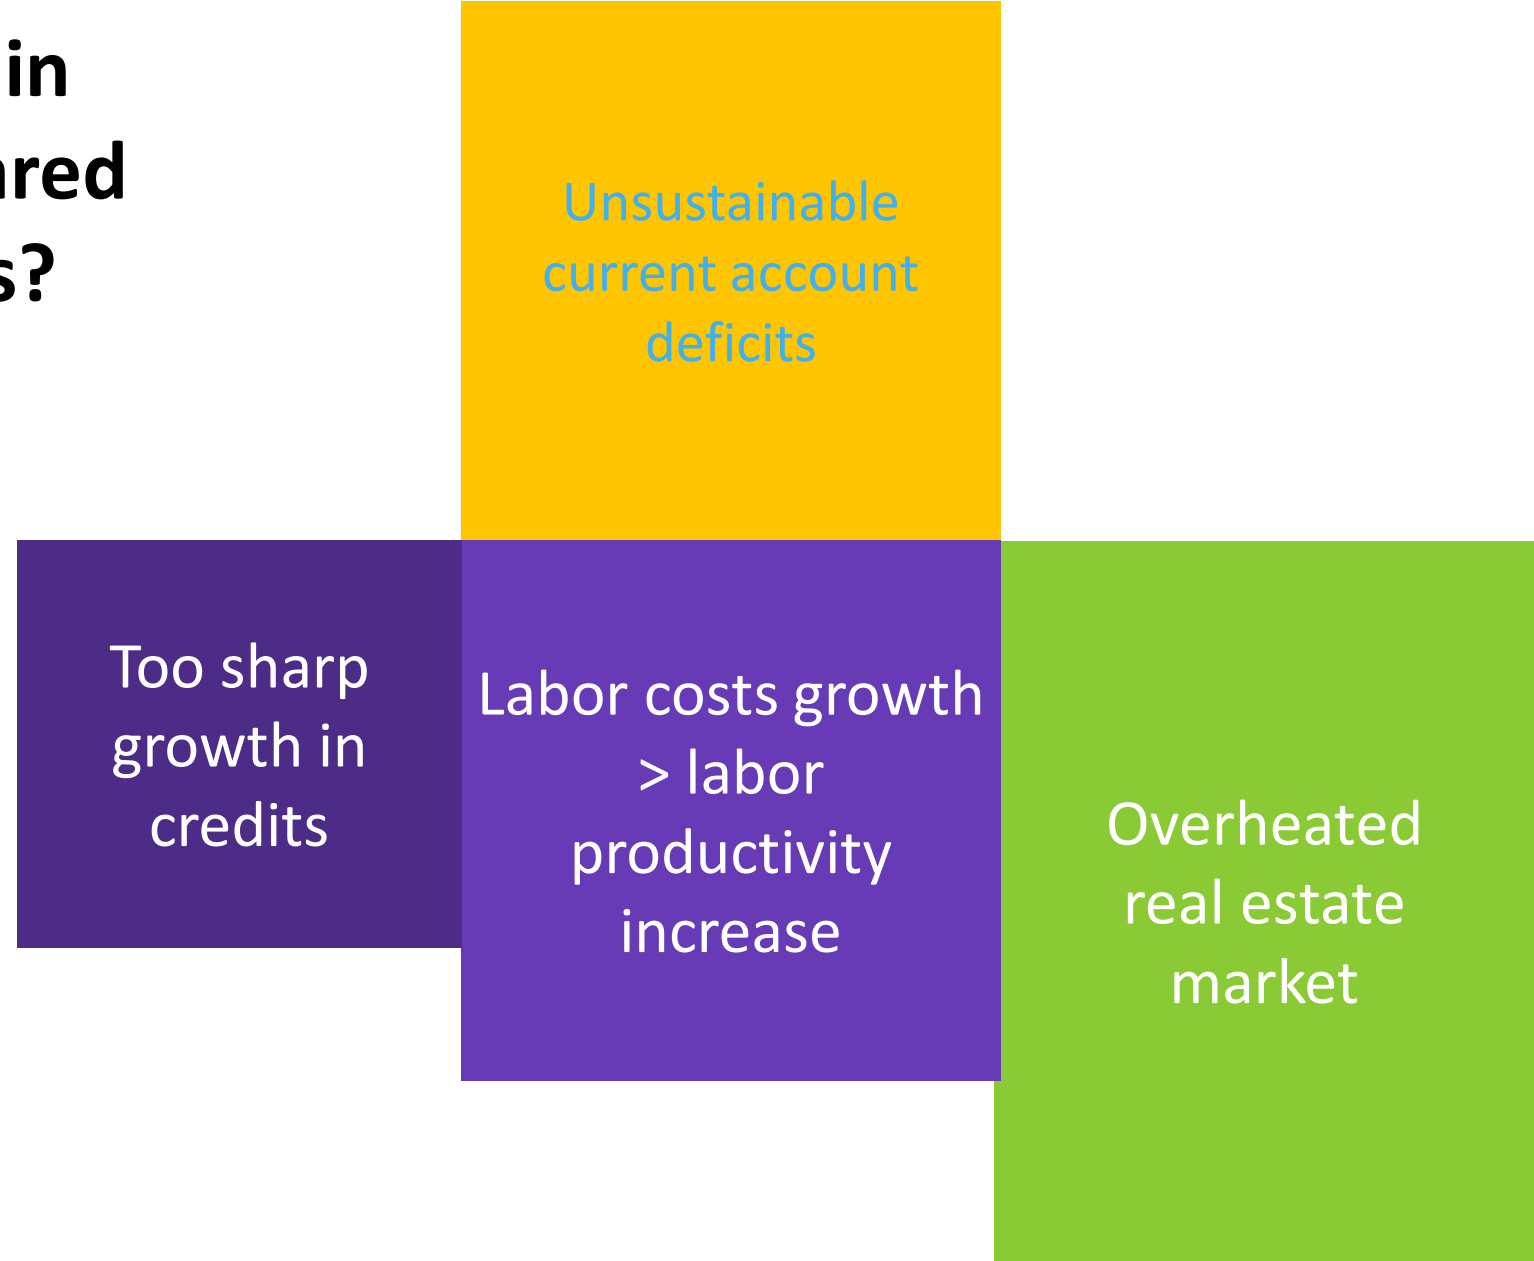 in
s?
Unsustainable
current account
deficits
Too sharp
growth in
credits
Labor costs growth
> labor
productivity
increase
Overheated
real estate
market